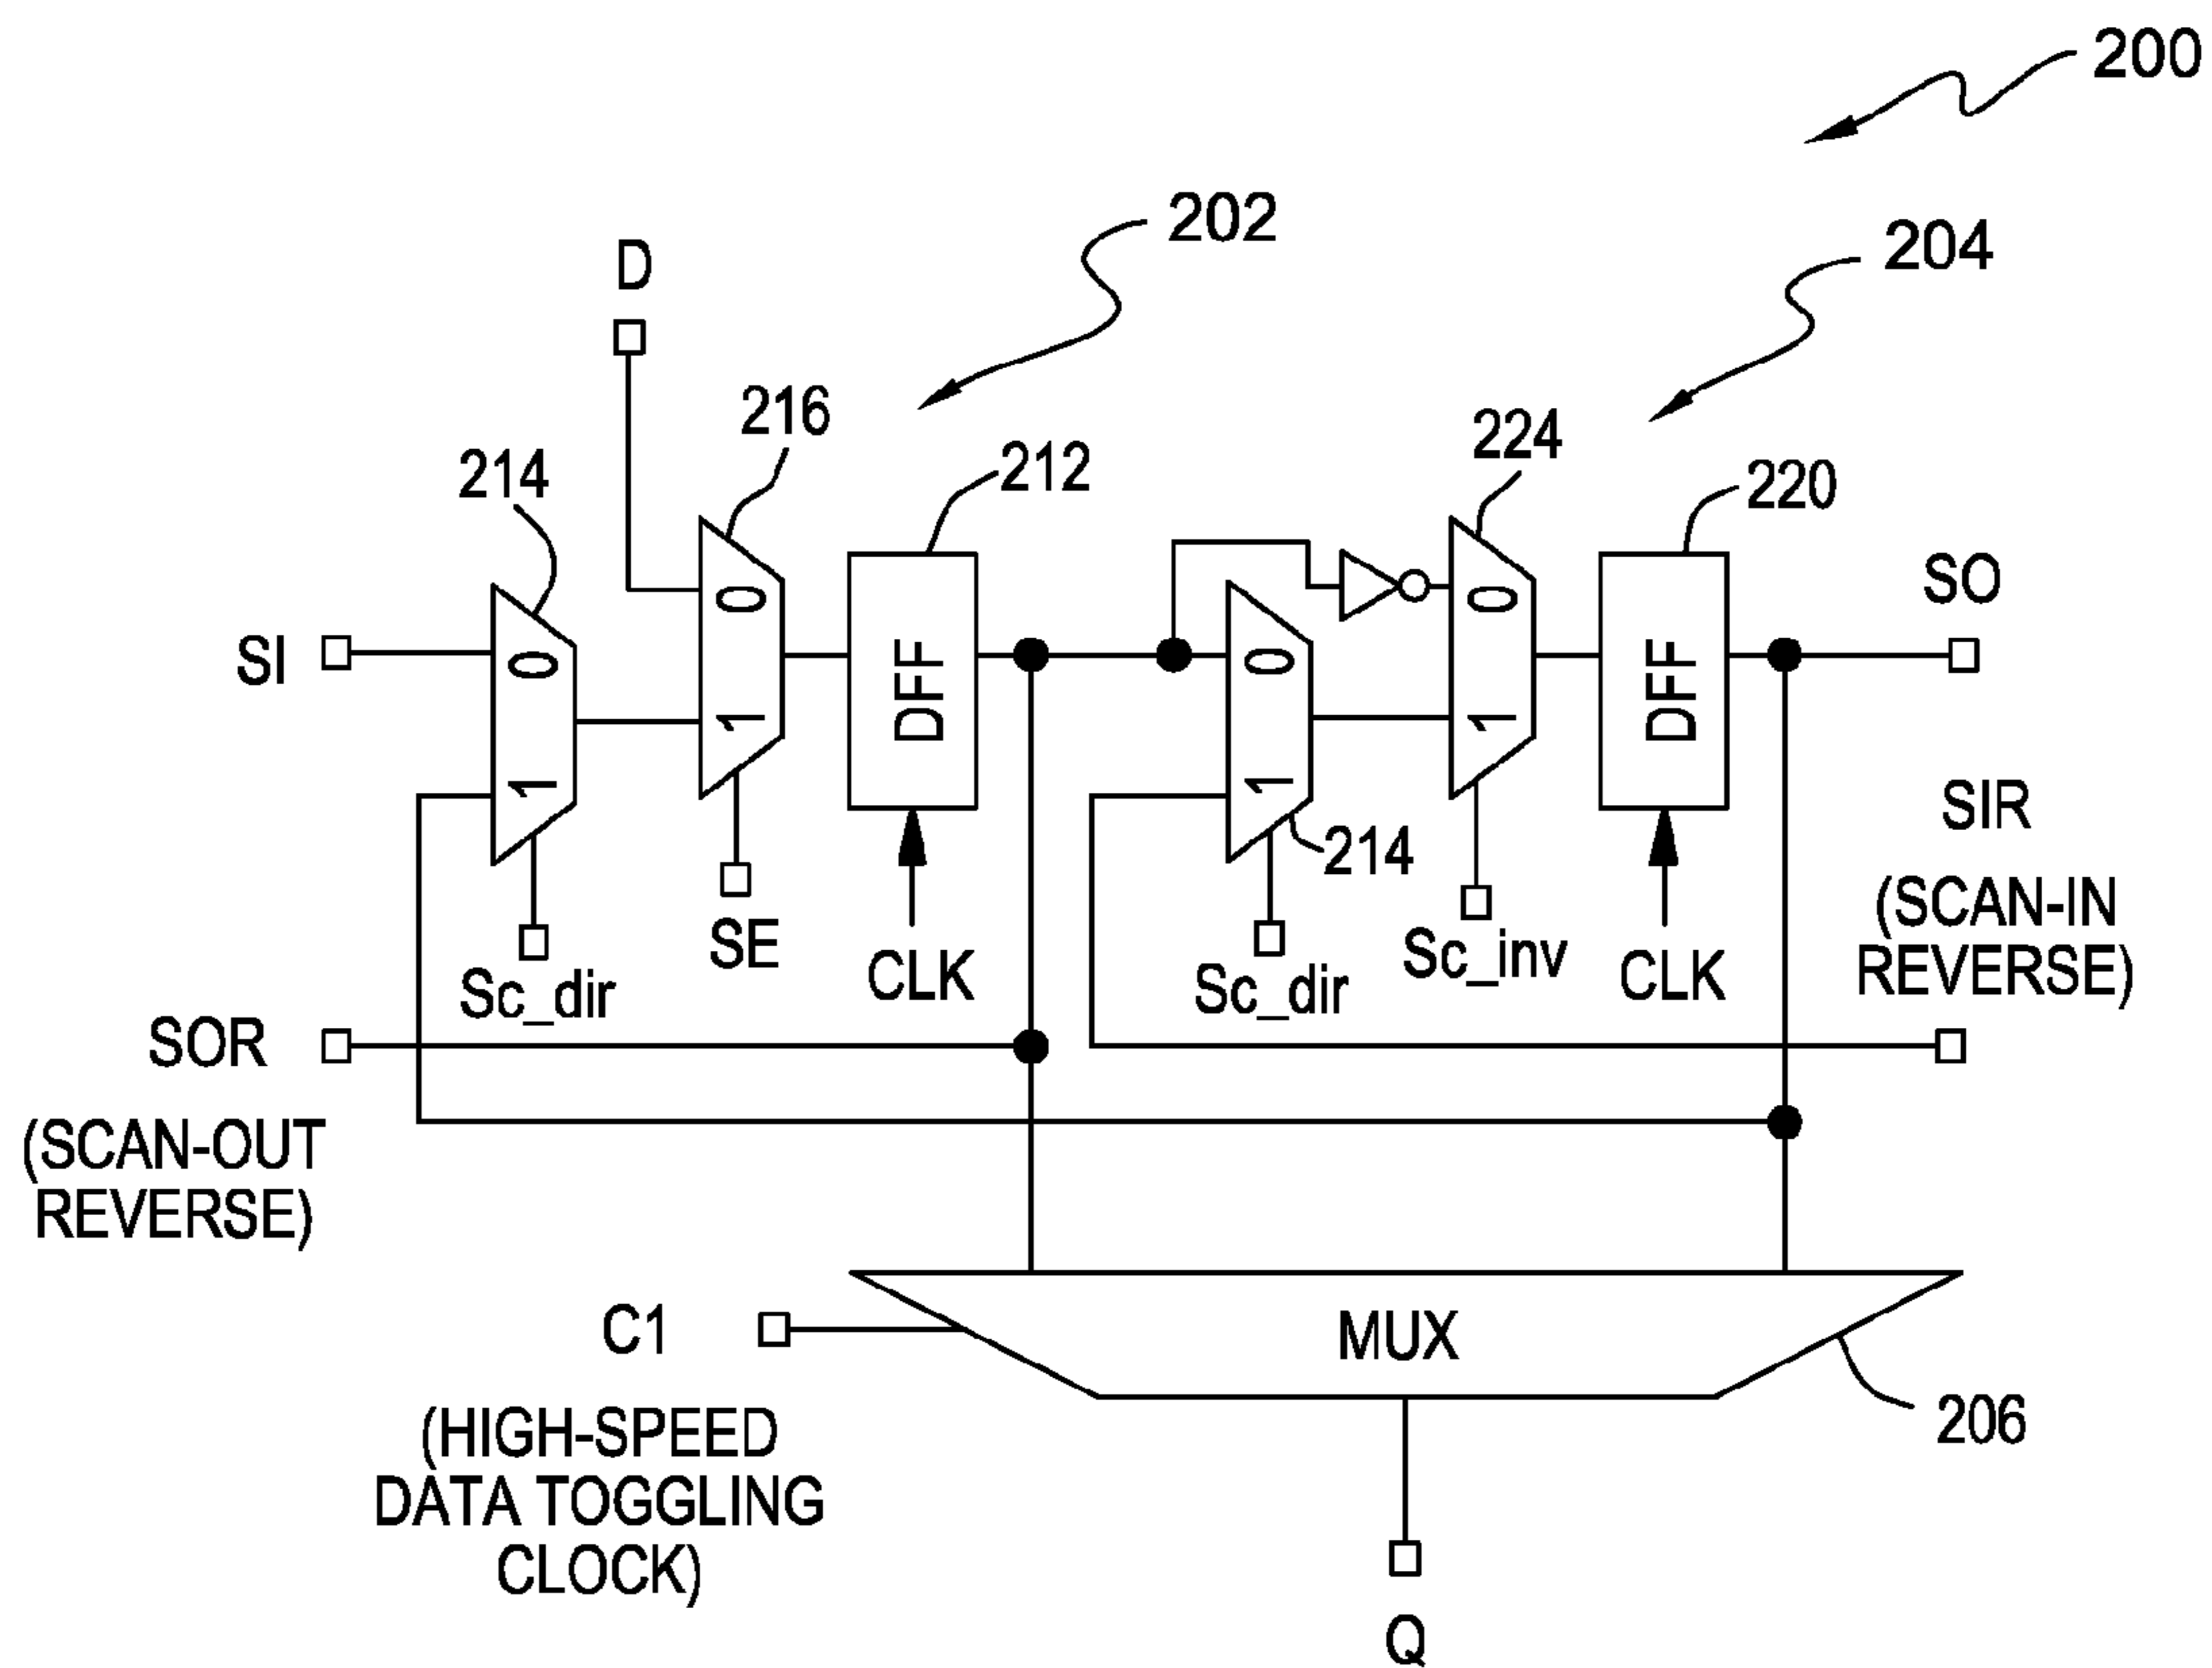 200
202
204
D
216
224
214
212
220
SO
0
0
SI
0
DFF
0
DFF
1
1
1
1
SIR
214
(SCAN-IN
REVERSE)
SE
Sc_inv
CLK
CLK
Sc_dir
Sc_dir
SOR
(SCAN-OUT
REVERSE)
C1
MUX
206
(HIGH-SPEED
DATA TOGGLING
CLOCK)
Q